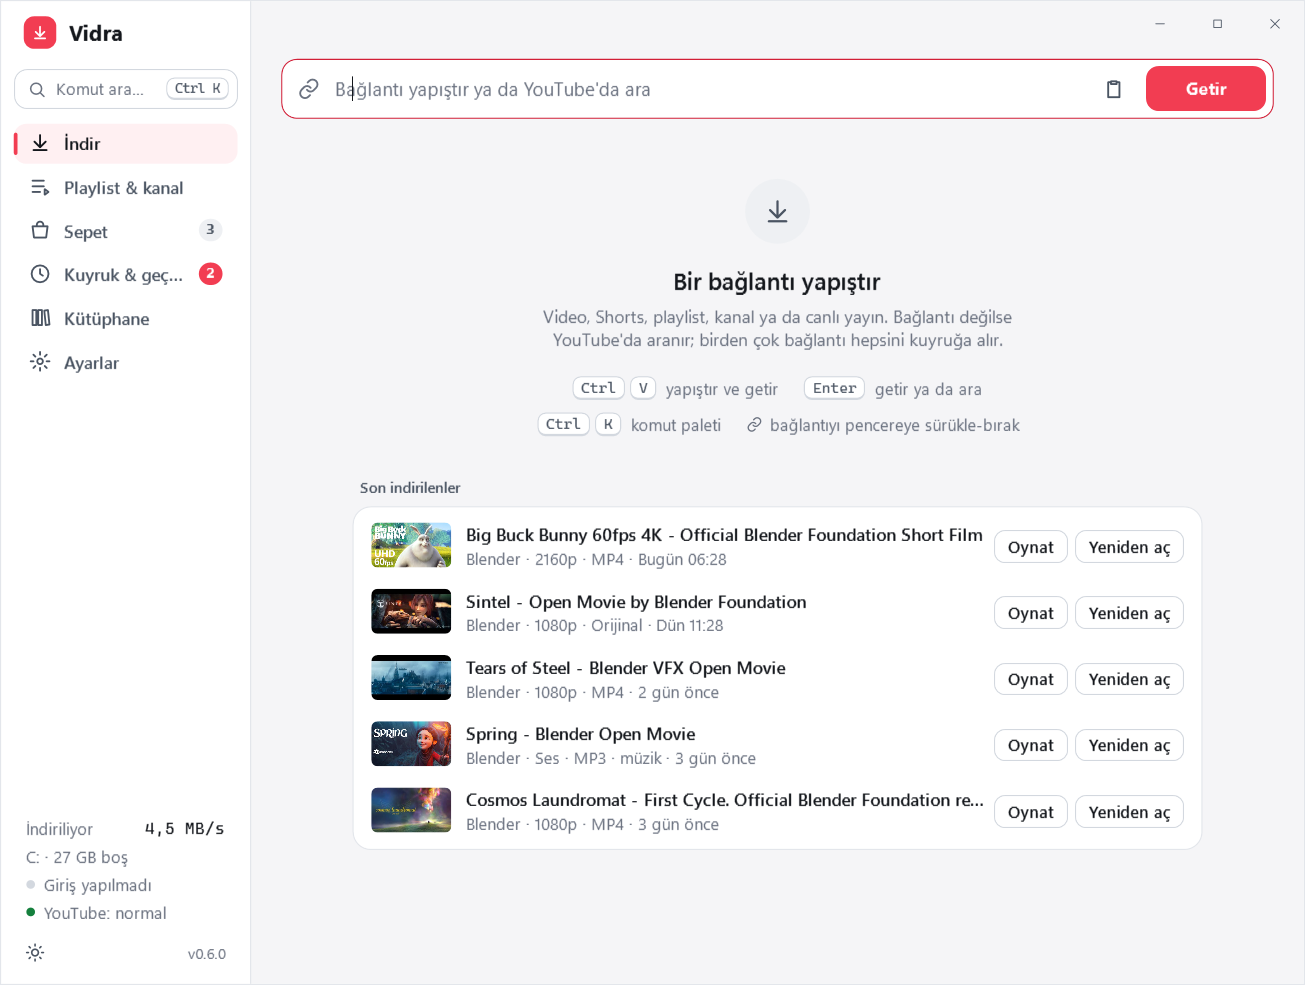 Vidra
Komut ara... Ctrl K
İndir
Playlist & kanal
Sepet 3
Kuyruk & geç... 2
Kütüphane
Ayarlar
İndiriliyor 4,5 MB/s
C: · 27 GB boş
Giriş yapılmadı
YouTube: normal
v0.6.0
Bağlantı yapıştır ya da YouTube'da ara
Getir
Bir bağlantı yapıştır
Video, Shorts, playlist, kanal ya da canlı yayın. Bağlantı değilse
YouTube'da aranır; birden çok bağlantı hepsini kuyruğa alır.
Ctrl V yapıştır ve getir Enter getir ya da ara
Ctrl K komut paleti bağlantıyı pencereye sürükle-bırak
Son indirilenler
Big Buck BUNNY
UHD
60fps
Big Buck Bunny 60fps 4K - Official Blender Foundation Short Film
Blender · 2160p · MP4 · Bugün 06:28
Oynat Yeniden aç
Sintel - Open Movie by Blender Foundation
Blender · 1080p · Orijinal · Dün 11:28
Oynat Yeniden aç
Tears of Steel - Blender VFX Open Movie
Blender · 1080p · MP4 · 2 gün önce
Oynat Yeniden aç
SPRING
Spring - Blender Open Movie
Blender · Ses · MP3 · müzik · 3 gün önce
Oynat Yeniden aç
Cosmos Laundromat - First Cycle. Official Blender Foundation re...
Blender · 1080p · MP4 · 3 gün önce
Oynat Yeniden aç